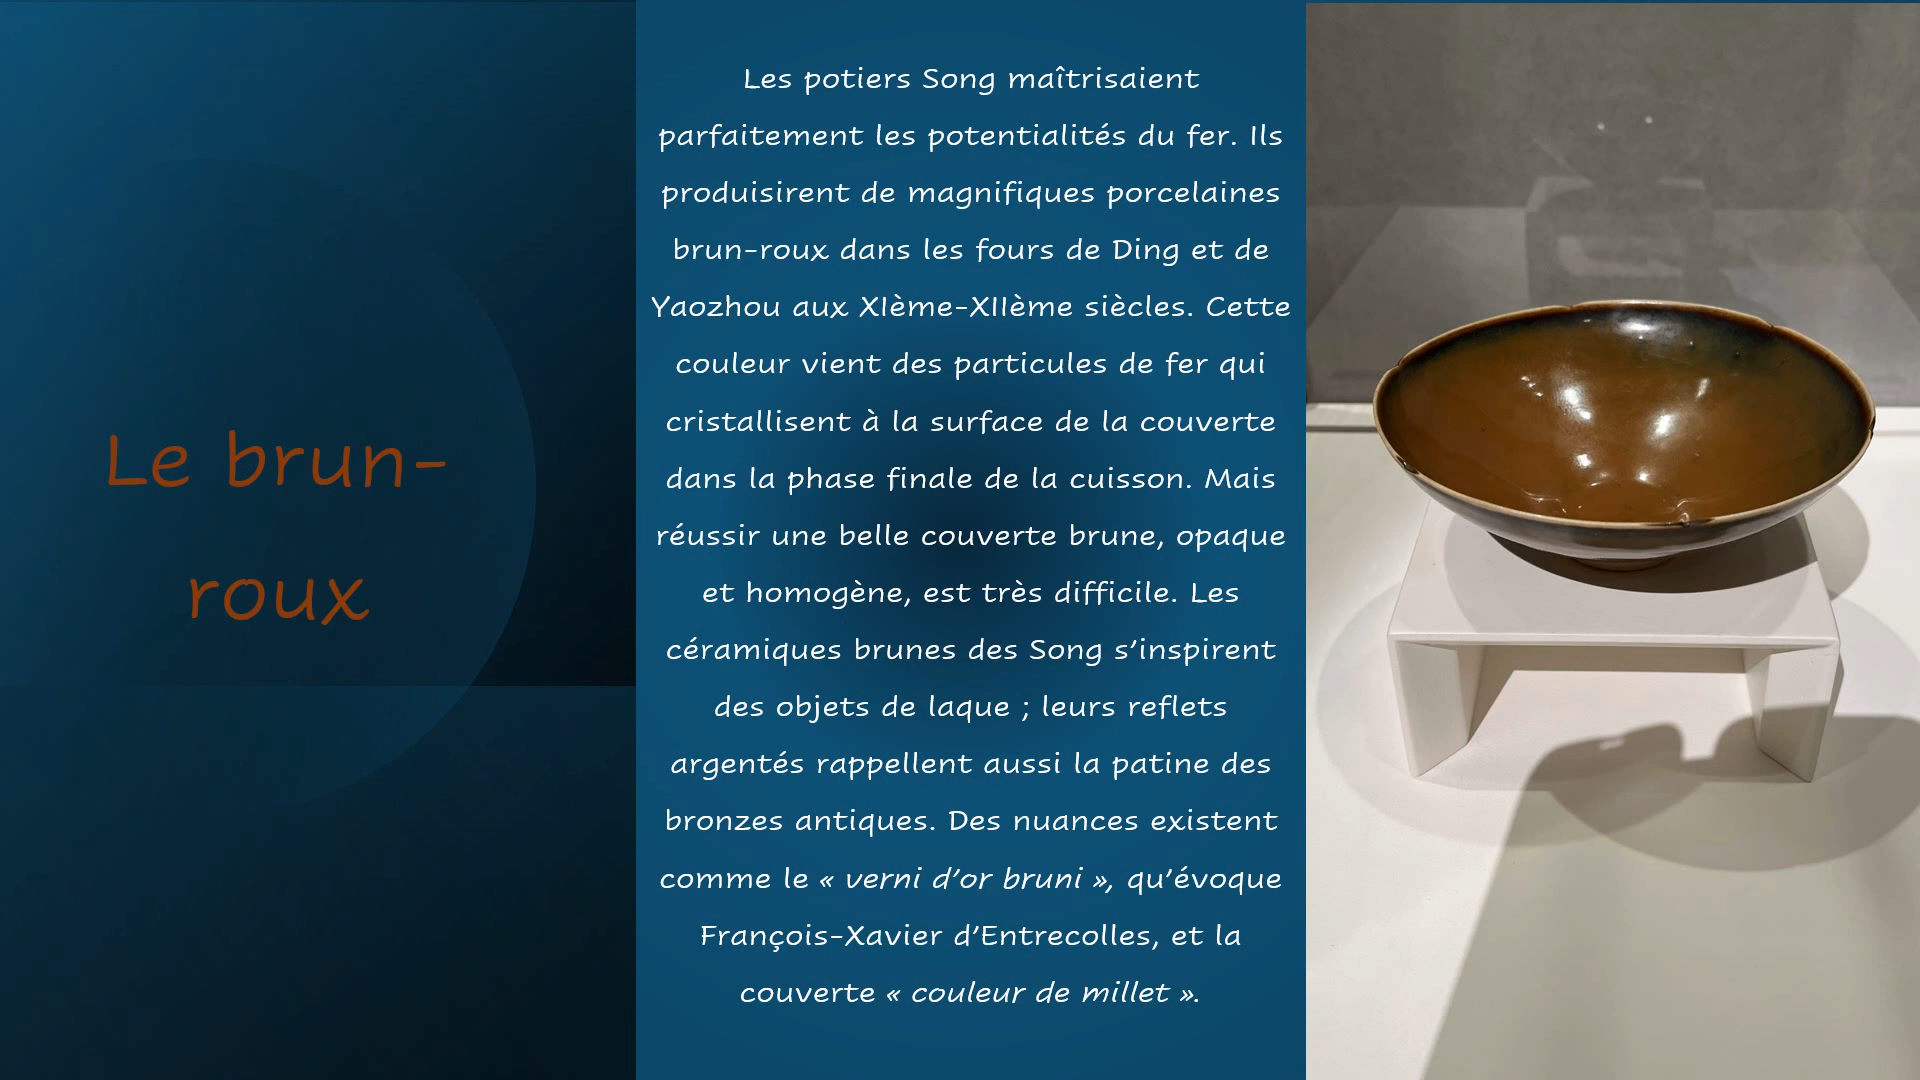 Le brun-
roux
Les potiers Song maîtrisaient
parfaitement les potentialités du fer. Ils
produisirent de magnifiques porcelaines
brun-roux dans les fours de Ding et de
Yaozhou aux XIème-XIIème siècles. Cette
couleur vient des particules de fer qui
cristallisent à la surface de la couverte
dans la phase finale de la cuisson. Mais
réussir une belle couverte brune, opaque
et homogène, est très difficile. Les
céramiques brunes des Song s’inspirent
des objets de laque ; leurs reflets
argentés rappellent aussi la patine des
bronzes antiques. Des nuances existent
comme le « verni d’or bruni », qu’évoque
François-Xavier d’Entrecolles, et la
couverte « couleur de millet ».